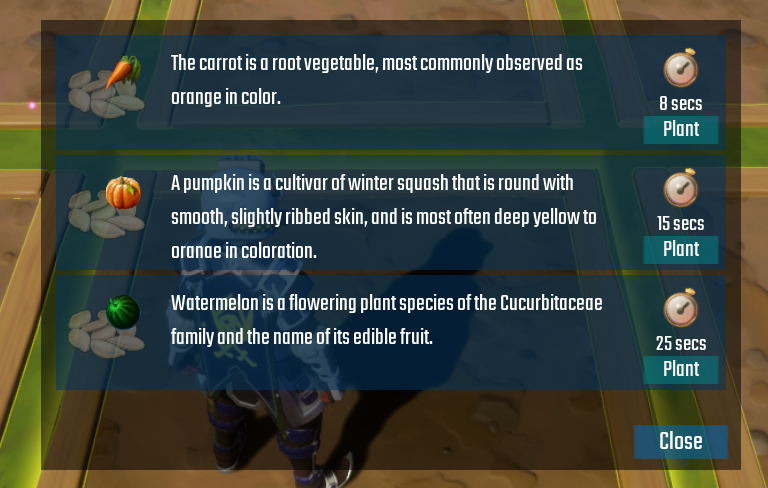 The carrot is a root vegetable, most commonly observed as
orange in color.
8 secs
Plant
A pumpkin is a cultivar of winter squash that is round with
smooth, slightly ribbed skin, and is most often deep yellow to
orange in coloration.
15 secs
Plant
Watermelon is a flowering plant species of the Cucurbitaceae
family and the name of its edible fruit.
25 secs
Plant
Close